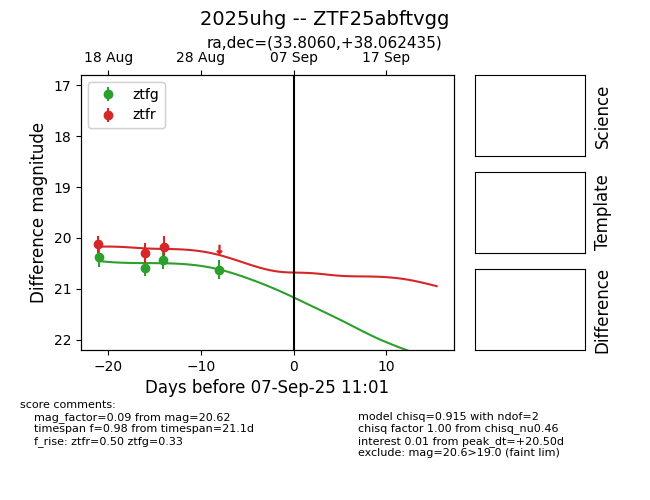 2025uhg -- ZTF25abftvgg
ra,dec=(33.8060,+38.062435)
18 Aug 28 Aug 07 Sep 17 Sep
ztfg
ztfr
17
18
19
20
21
22
Difference magnitude
−20 −10 0 10
Days before 07-Sep-25 11:01
Science
Template
Difference
score comments:
mag_factor=0.09 from mag=20.62
timespan f=0.98 from timespan=21.1d
f_rise: ztfr=0.50 ztfg=0.33
model chisq=0.915 with ndof=2
chisq factor 1.00 from chisq_nu0.46
interest 0.01 from peak_dt=+20.50d
exclude: mag=20.6>19.0 (faint lim)